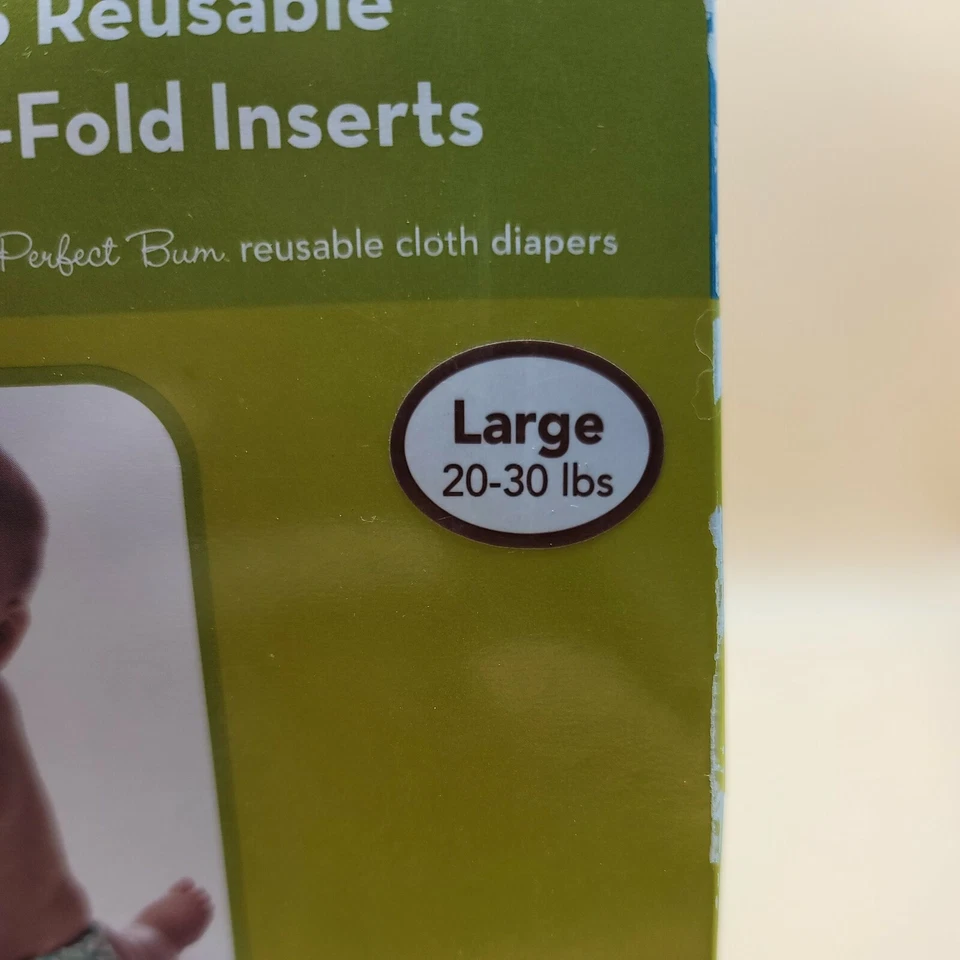 Reusable
-Fold Inserts
Perfect Bum reusable cloth diapers
Large
20-30 lbs